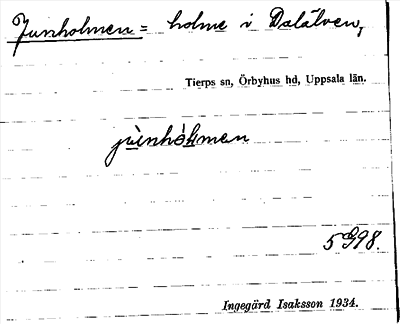 Junholmen = holme i Dalälven,
Tierps sn, Örbyhus hd, Uppsala län.
jùnhòlmen
5998.
Ingegärd Isaksson 1934.